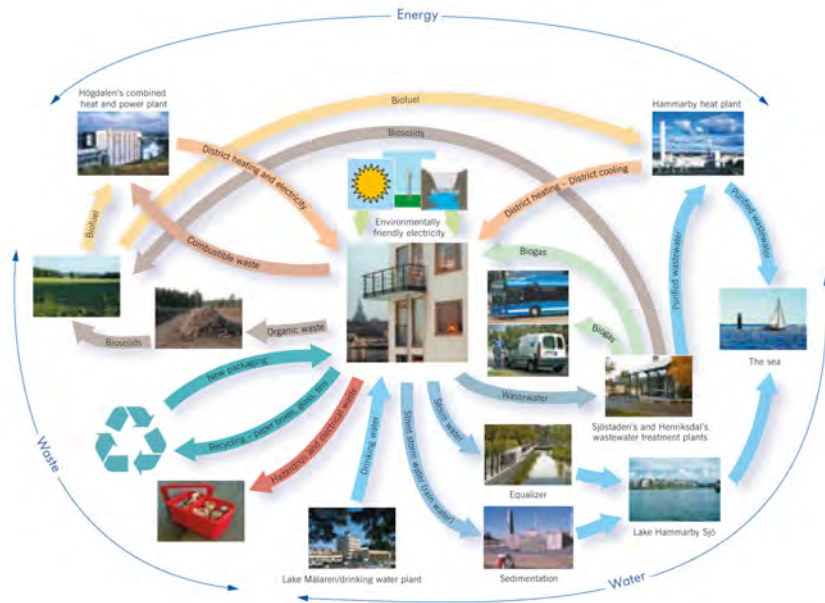 Energy
Högdalen's combined
heat and power plant
Biofuel
Hammarby heat plant
Biosolids
District heating and electricity
District heating – District cooling
Purified wastewater
Environmentally
friendly electricity
Biofuel
Combustible waste
Biogas
Purified wastewater
Organic waste
Biosolids
Biogas
The sea
New packaging
Wastewater
Sjöstaden's and Henriksdal's
wastewater treatment plants
Waste
Recycling – paper boxes, glass, tins
Hazardous and electrical waste
Drinking water
Storm water
Street storm water (rain water)
Equalizer
Lake Hammarby Sjö
Lake Mälaren/drinking water plant
Sedimentation
Water